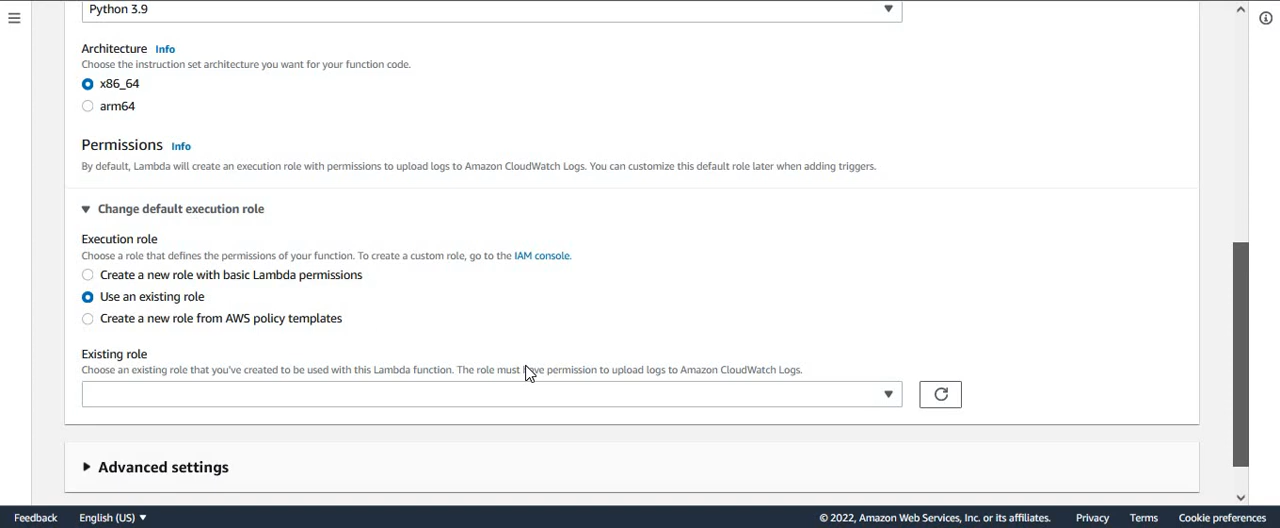 Python 3.9
Architecture Info
Choose the instruction set architecture you want for your function code.
x86_64
arm64
Permissions Info
By default, Lambda will create an execution role with permissions to upload logs to Amazon CloudWatch Logs. You can customize this default role later when adding triggers.
Change default execution role
Execution role
Choose a role that defines the permissions of your function. To create a custom role, go to the IAM console.
Create a new role with basic Lambda permissions
Use an existing role
Create a new role from AWS policy templates
Existing role
Choose an existing role that you've created to be used with this Lambda function. The role must have permission to upload logs to Amazon CloudWatch Logs.
Advanced settings
Feedback English (US) © 2022, Amazon Web Services, Inc. or its affiliates. Privacy Terms Cookie preferences